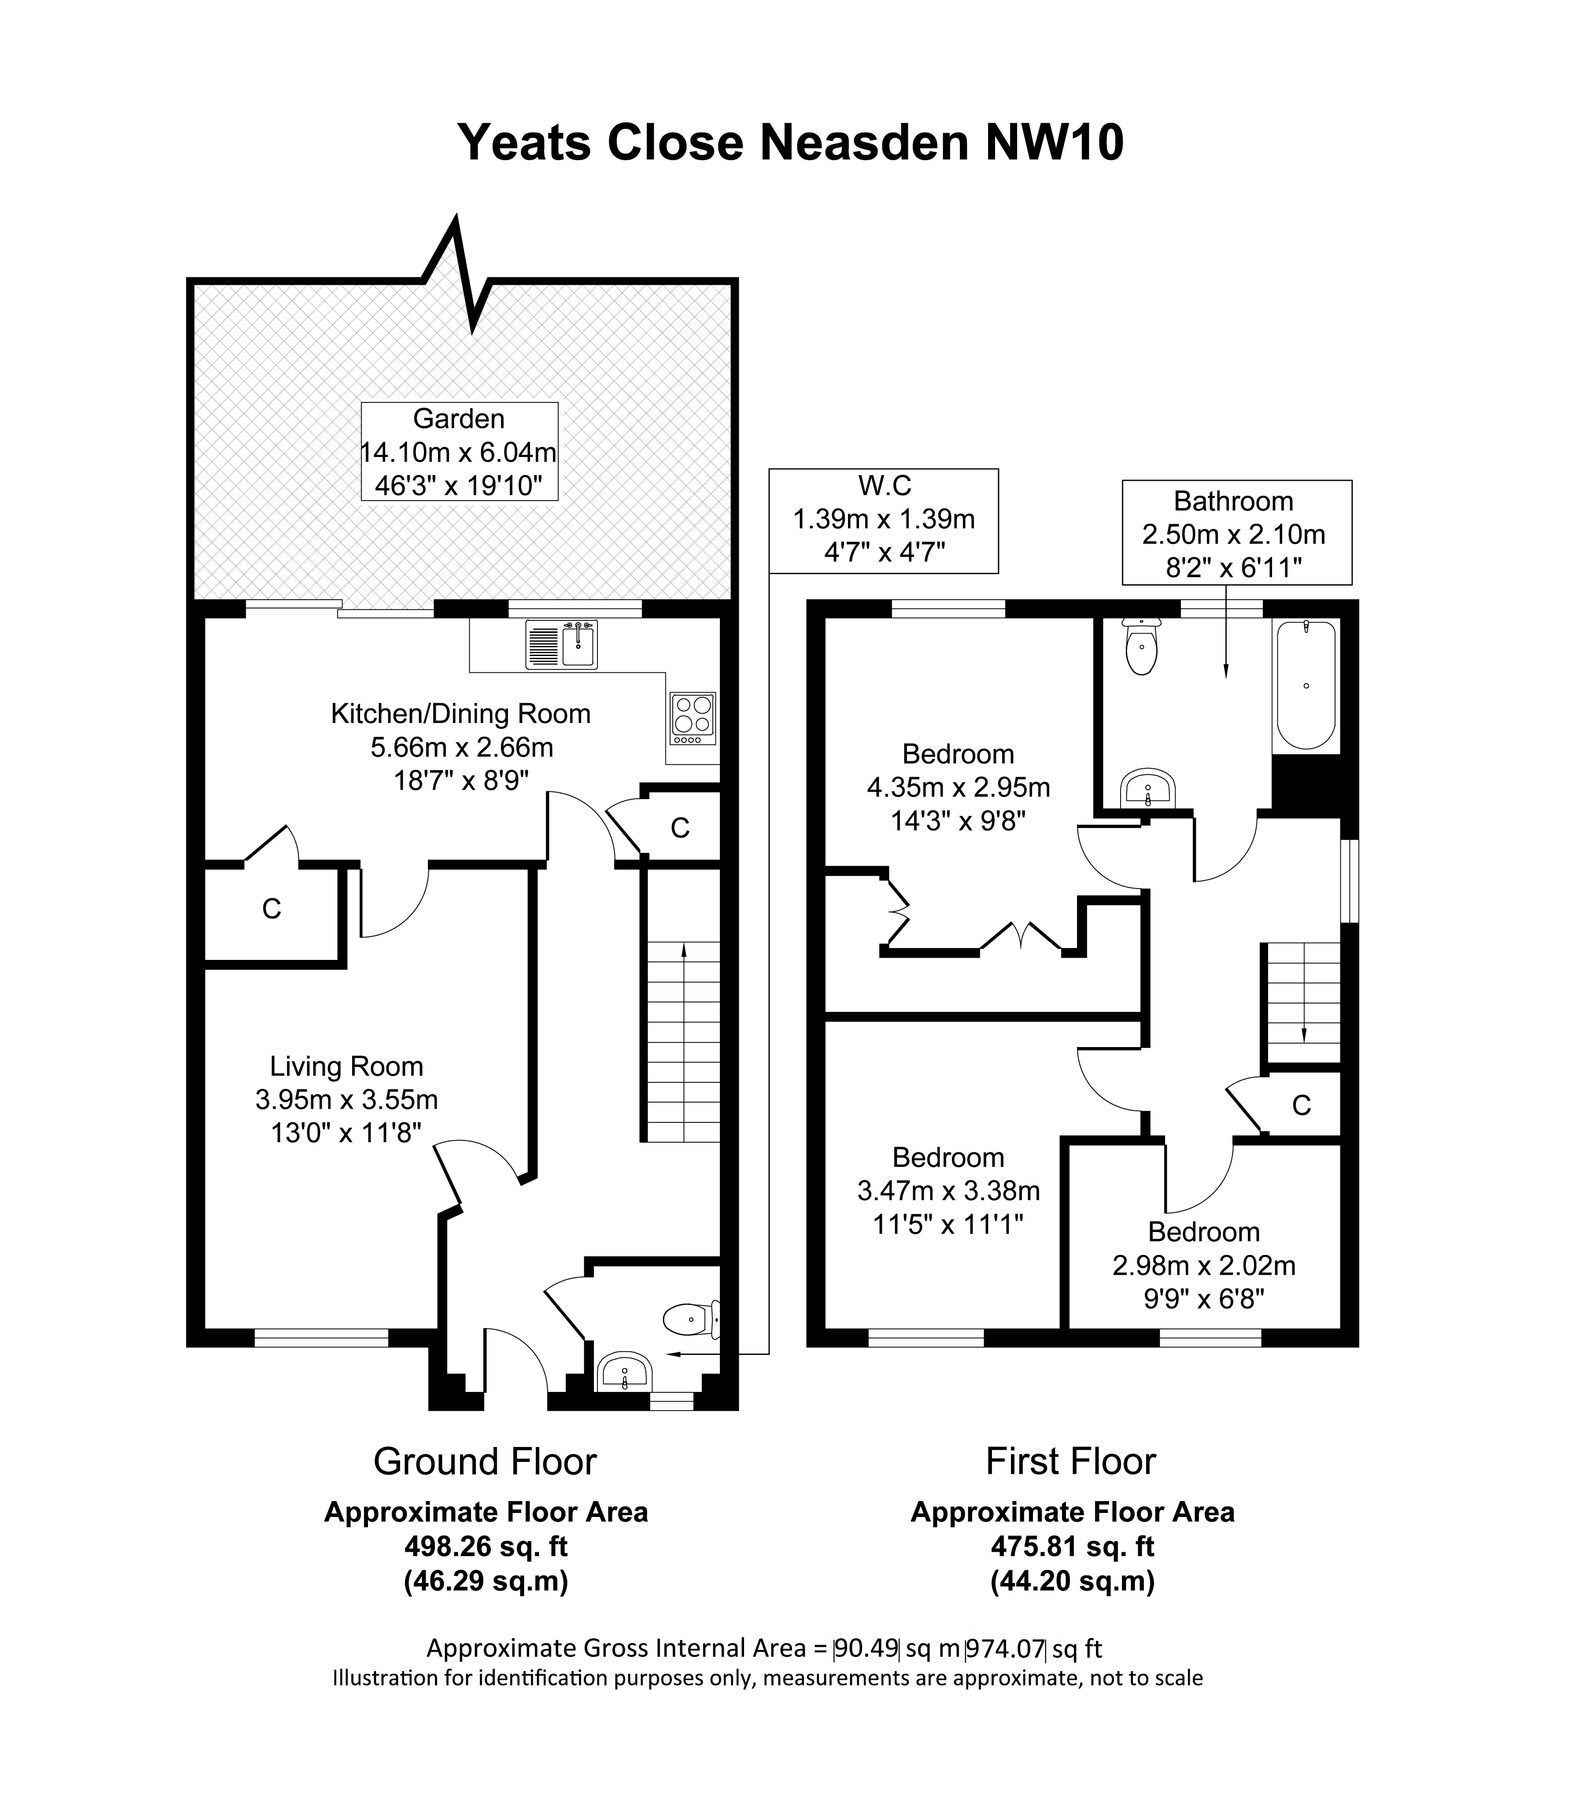 Yeats Close Neasden NW10
Garden
14.10m x 6.04m
46'3" x 19'10"
W.C
1.39m x 1.39m
4'7" x 4'7"
Bathroom
2.50m x 2.10m
8'2" x 6'11"
Kitchen/Dining Room
5.66m x 2.66m
18'7" x 8'9"
C
C
Living Room
3.95m x 3.55m
13'0" x 11'8"
Bedroom
4.35m x 2.95m
14'3" x 9'8"
C
Bedroom
3.47m x 3.38m
11'5" x 11'1"
Bedroom
2.98m x 2.02m
9'9" x 6'8"
Ground Floor
Approximate Floor Area
498.26 sq. ft
(46.29 sq.m)
First Floor
Approximate Floor Area
475.81 sq. ft
(44.20 sq.m)
Approximate Gross Internal Area = |90.49| sq m|974.07| sq ft
Illustration for identification purposes only, measurements are approximate, not to scale